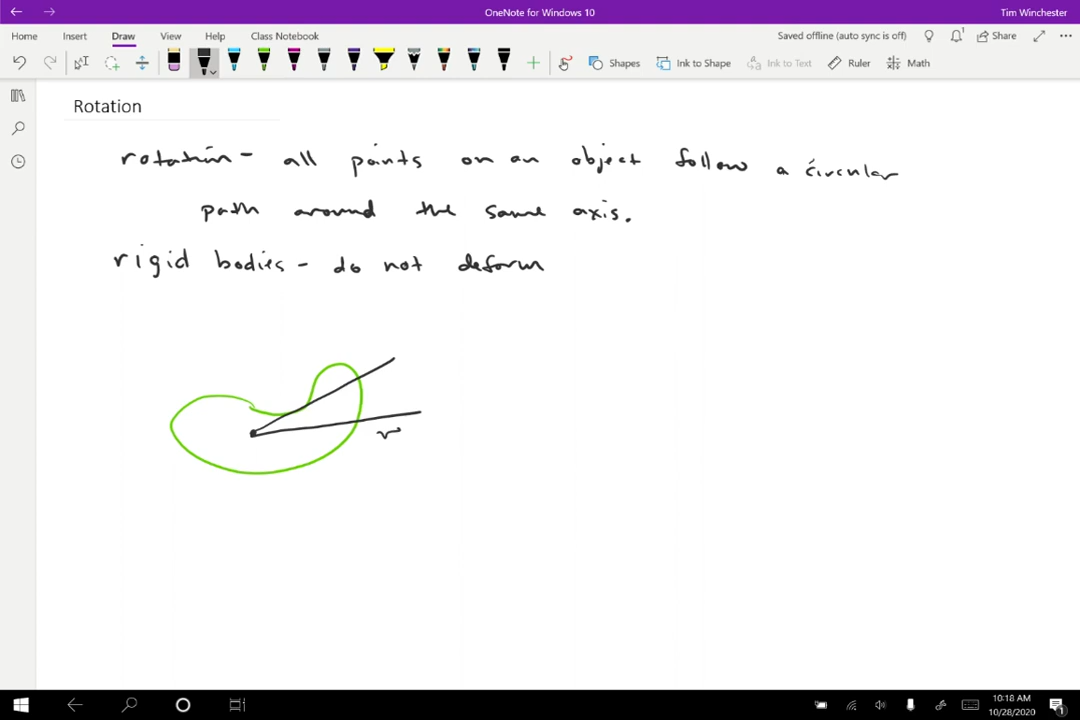 OneNote for Windows 10
Tim Winchester
Home Insert Draw View Help Class Notebook
Saved offline (auto sync is off)
Share
Shapes Ink to Shape Ink to Text Ruler Math
Rotation
rotation - all points on an object follow a circular
path around the same axis.
rigid bodies - do not deform
r
10:18 AM
10/28/2020